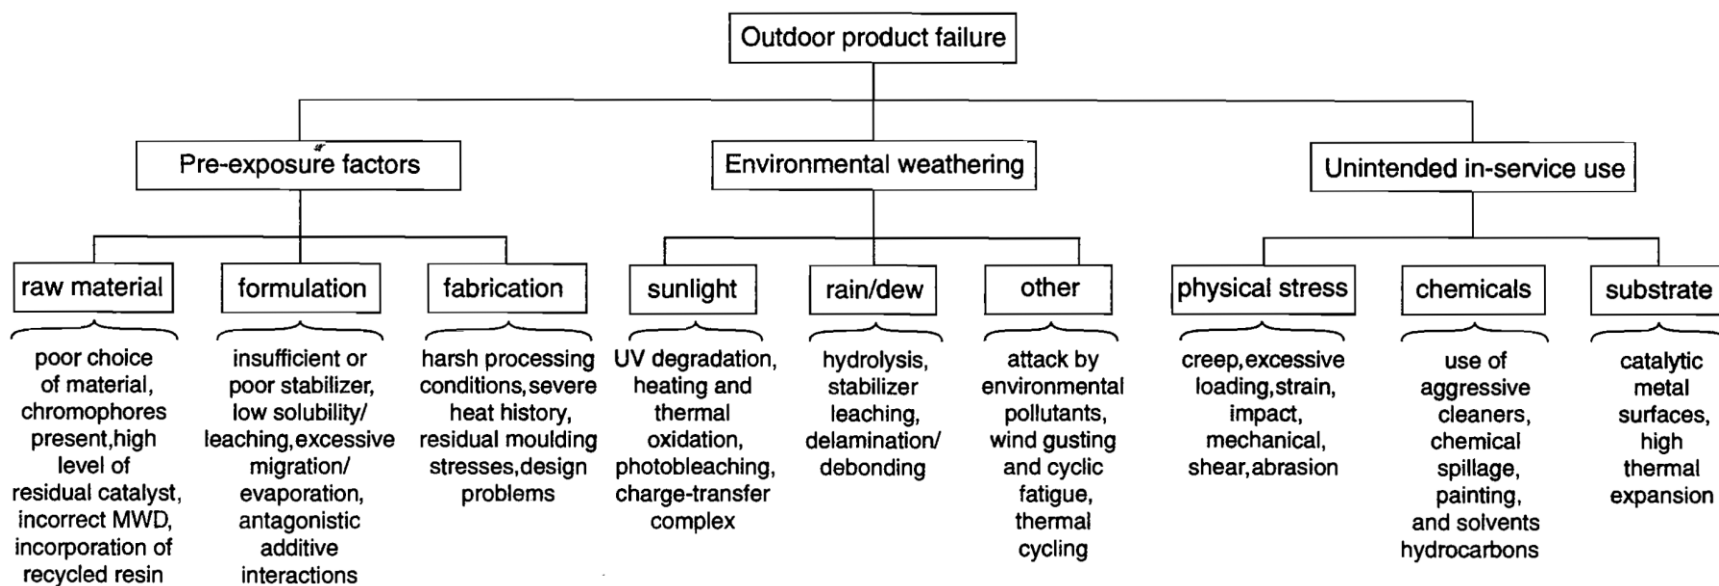 Outdoor product failure
Pre-exposure factors
Environmental weathering
Unintended in-service use
raw material
formulation
fabrication
sunlight
rain/dew
other
physical stress
chemicals
substrate
poor choice
of material,
chromophores
present,high
level of
residual catalyst,
incorrect MWD,
incorporation of
recycled resin
insufficient or
poor stabilizer,
low solubility/
leaching,excessive
migration/
evaporation,
antagonistic
additive
interactions
harsh processing
conditions,severe
heat history,
residual moulding
stresses,design
problems
UV degradation,
heating and
thermal
oxidation,
photobleaching,
charge-transfer
complex
hydrolysis,
stabilizer
leaching,
delamination/
debonding
attack by
environmental
pollutants,
wind gusting
and cyclic
fatigue,
thermal
cycling
creep,excessive
loading,strain,
impact,
mechanical,
shear,abrasion
use of
aggressive
cleaners,
chemical
spillage,
painting,
and solvents
hydrocarbons
catalytic
metal
surfaces,
high
thermal
expansion